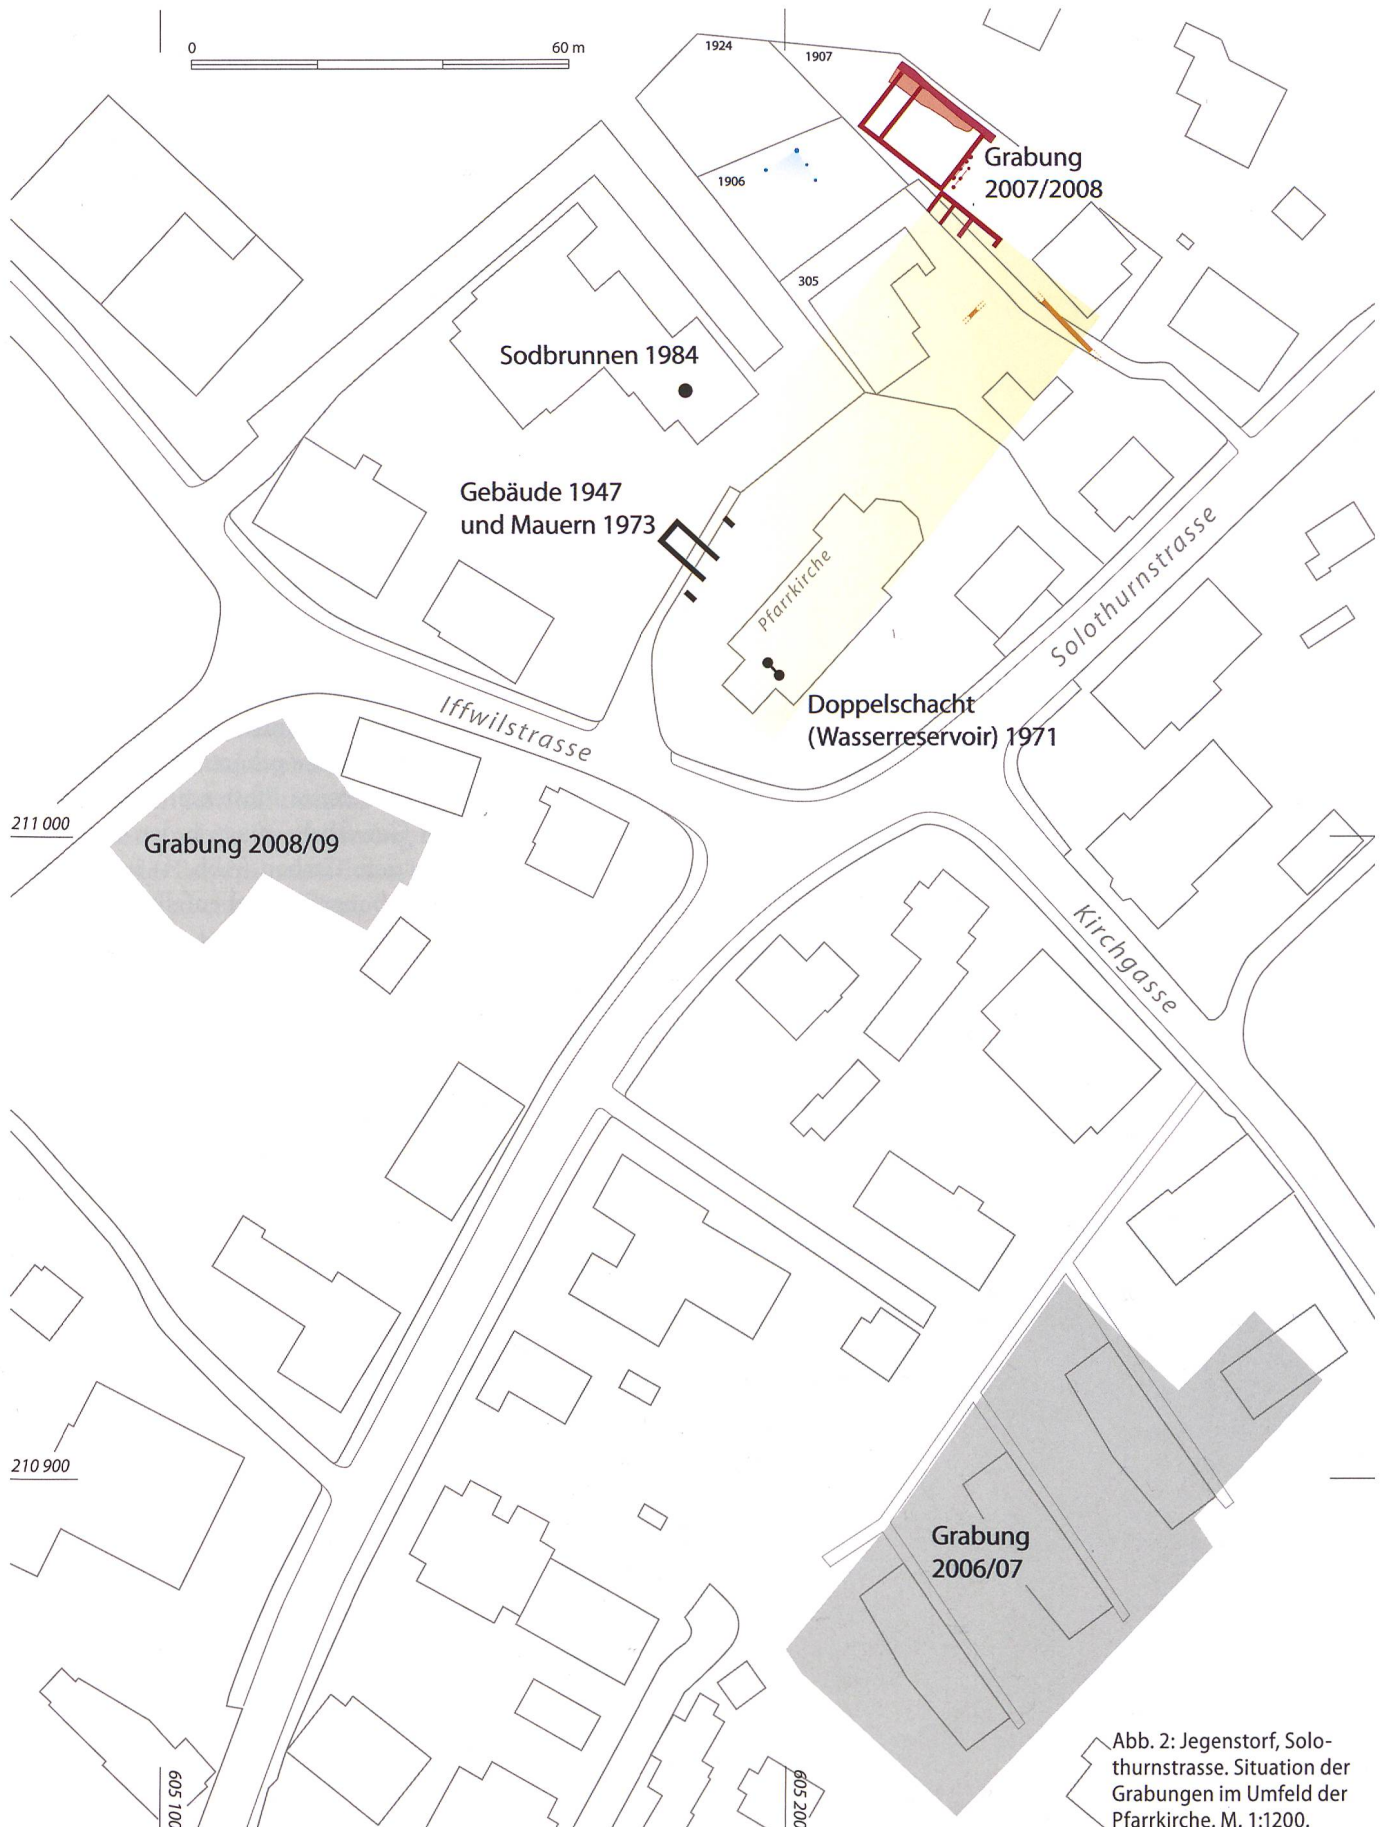 0
60 m
1924
1907
Grabung
2007/2008
1906
305
Sodbrunnen 1984
Gebäude 1947
und Mauern 1973
Pfarrkirche
Solothurnstrasse
Doppelschacht
(Wasserreservoir) 1971
Iffwilstrasse
211 000
Grabung 2008/09
Kirchgasse
210 900
Grabung
2006/07
605 100
605 200
Abb. 2: Jegenstorf, Solo-
thurnstrasse. Situation der
Grabungen im Umfeld der
Pfarrkirche. M. 1:1200.